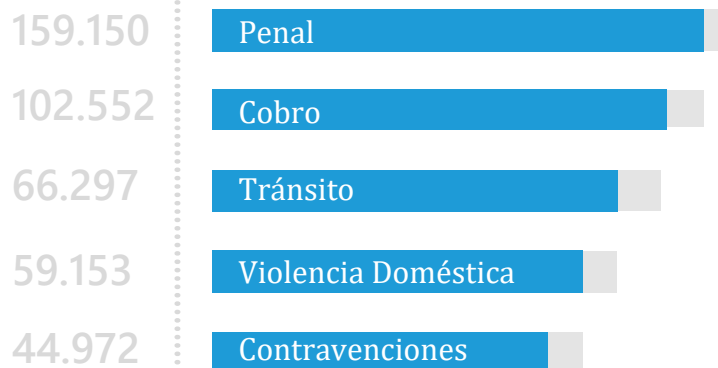 159.150 Penal
102.552 Cobro
66.297 Tránsito
59.153 Violencia Doméstica
44.972 Contravenciones